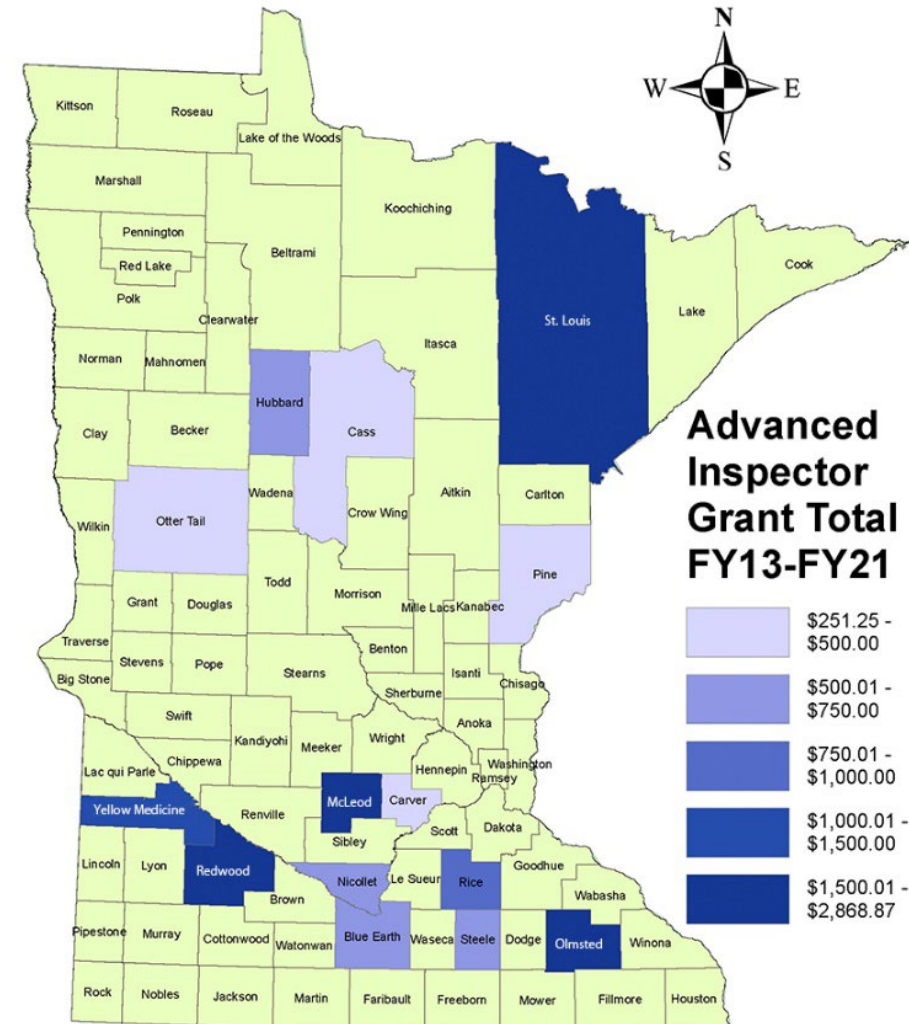 N
W E
S
Kittson
Roseau
Lake of the Woods
Marshall
Koochiching
Pennington
Beltrami
Red Lake
Cook
Polk
Lake
Clearwater
St. Louis
Itasca
Norman
Mahnomen
Hubbard
Cass
Clay
Becker
Advanced
Inspector
Grant Total
FY13-FY21
Wadena
Aitkin
Carlton
Crow Wing
Otter Tail
Wilkin
Pine
Todd
Morrison
Grant
Douglas
Mille Lacs
Kanabec
$251.25 -
$500.00
Traverse
Benton
Stevens
Pope
Stearns
Isanti
Big Stone
Chisago
Sherburne
$500.01 -
$750.00
Swift
Anoka
Kandiyohi
Wright
Meeker
Chippewa
Washington
Hennepin
Ramsey
Lac qui Parle
$750.01 -
$1,000.00
McLeod
Carver
Yellow Medicine
Renville
Dakota
Scott
Sibley
$1,000.01 -
$1,500.00
Lincoln
Lyon
Goodhue
Redwood
Le Sueur
Nicollet
Rice
Wabasha
Brown
$1,500.01 -
$2,868.87
Pipestone
Murray
Cottonwood
Watonwan
Blue Earth
Waseca
Steele
Dodge
Olmsted
Winona
Rock
Nobles
Jackson
Martin
Faribault
Freeborn
Mower
Fillmore
Houston